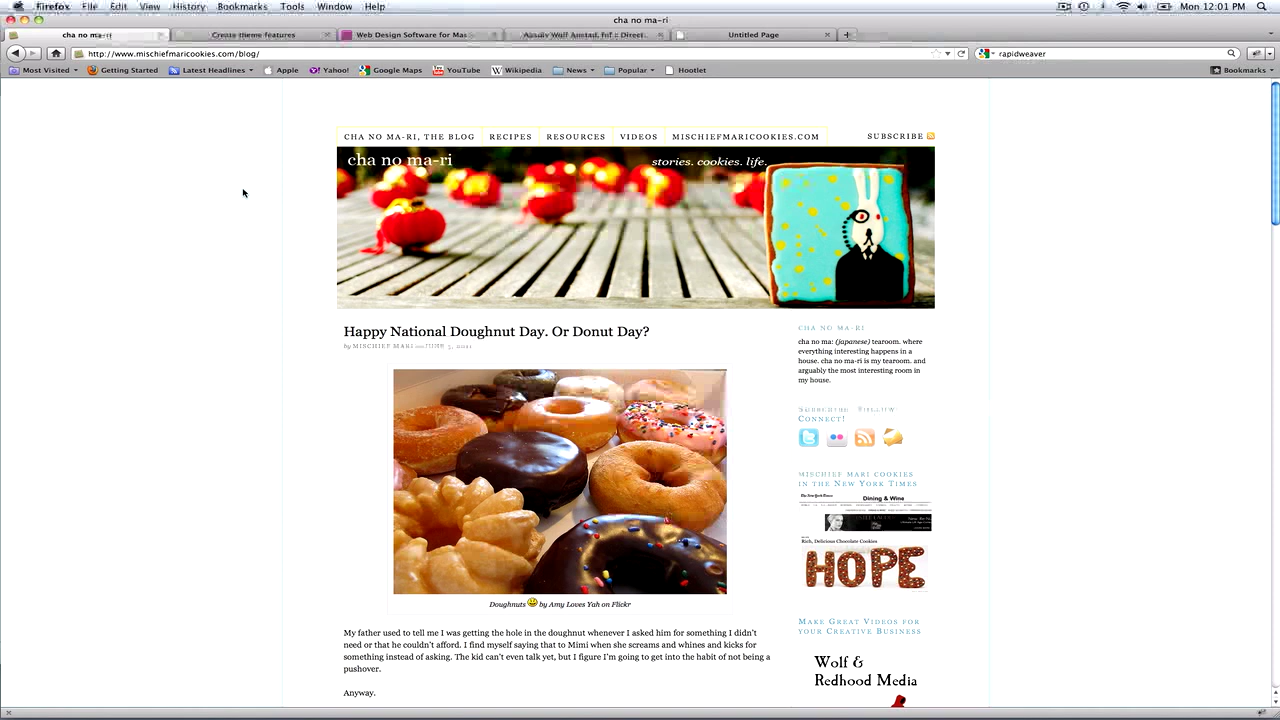 Firefox File Edit View History Bookmarks Tools Window Help Mon 12:01 PM
cha no ma-ri
cha no ma-ri Create theme features Web Design Software for Mac Untitled Page
http://www.mischiefmaricookies.com/blog/ rapidweaver
Most Visited Getting Started Latest Headlines Apple Yahoo! Google Maps YouTube Wikipedia News Popular Hootlet Bookmarks
CHA NO MA-RI, THE BLOG RECIPES RESOURCES VIDEOS MISCHIEFMARICOOKIES.COM SUBSCRIBE
cha no ma-ri stories. cookies. life.
Happy National Doughnut Day. Or Donut Day?
by MISCHIEF MARI on JUNE
Doughnuts by Amy Loves Yah on Flickr
My father used to tell me I was getting the hole in the doughnut whenever I asked him for something I didn't
need or that he couldn't afford. I find myself saying that to Mimi when she screams and whines and kicks for
something instead of asking. The kid can't even talk yet, but I figure I'm going to get into the habit of not being a
pushover.
Anyway.
CHA NO MA-RI
cha no ma: (japanese) tearoom. where
everything interesting happens in a
house. cha no ma-ri is my tearoom. and
arguably the most interesting room in
my house.
Connect!
MISCHIEF MARI COOKIES
IN THE NEW YORK TIMES
The New York Times
Dining & Wine
Rich, Delicious Chocolate Cookies
HOPE
MAKE GREAT VIDEOS FOR
YOUR CREATIVE BUSINESS
Wolf &
Redhood Media